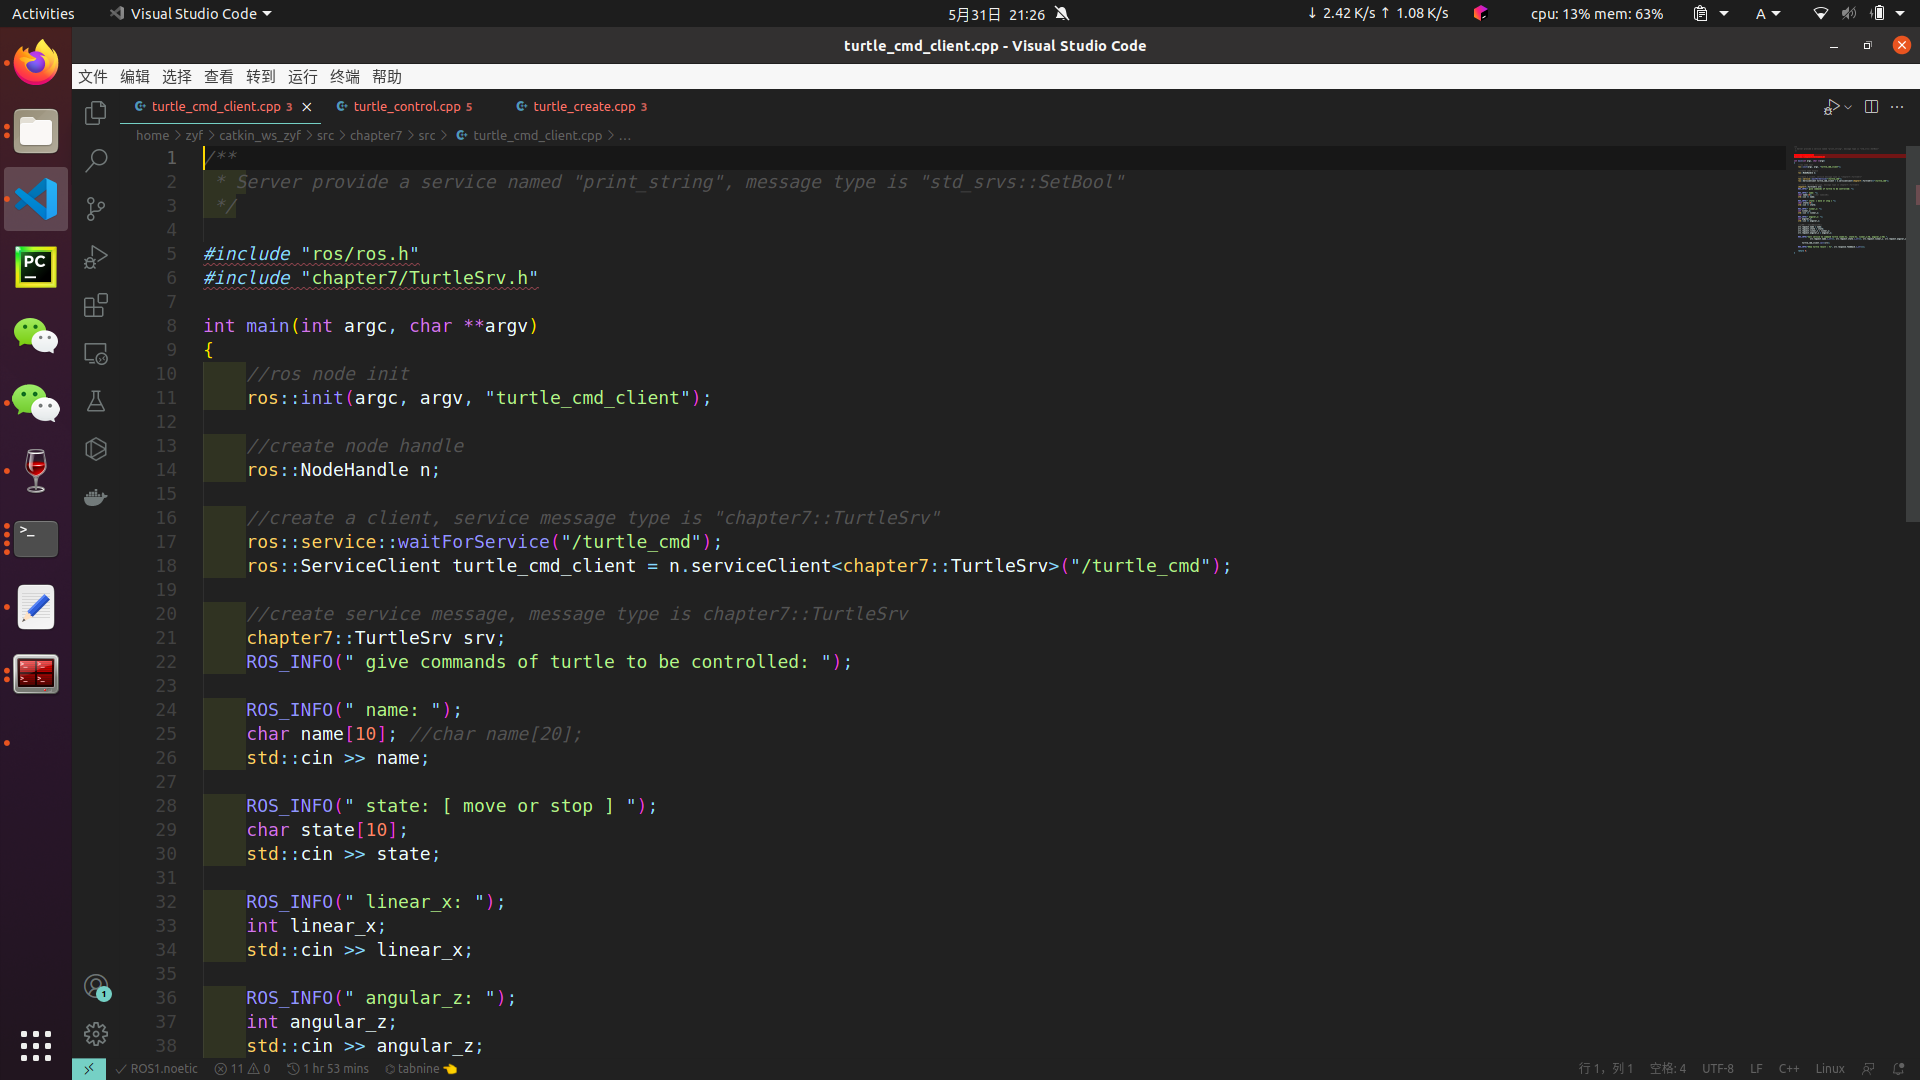 Activities
Visual Studio Code
5月31日 21:26
↓ 2.42 K/s ↑ 1.08 K/s
cpu: 13% mem: 63%
A
turtle_cmd_client.cpp - Visual Studio Code
文件 编辑 选择 查看 转到 运行 终端 帮助
turtle_cmd_client.cpp 3
turtle_control.cpp 5
turtle_create.cpp 3
home > zyf > catkin_ws_zyf > src > chapter7 > src > turtle_cmd_client.cpp > ...
1 /**
2 * Server provide a service named "print_string", message type is "std_srvs::SetBool"
3 */
4
5 #include "ros/ros.h"
6 #include "chapter7/TurtleSrv.h"
7
8 int main(int argc, char **argv)
9 {
10 //ros node init
11 ros::init(argc, argv, "turtle_cmd_client");
12
13 //create node handle
14 ros::NodeHandle n;
15
16 //create a client, service message type is "chapter7::TurtleSrv"
17 ros::service::waitForService("/turtle_cmd");
18 ros::ServiceClient turtle_cmd_client = n.serviceClient<chapter7::TurtleSrv>("/turtle_cmd");
19
20 //create service message, message type is chapter7::TurtleSrv
21 chapter7::TurtleSrv srv;
22 ROS_INFO(" give commands of turtle to be controlled: ");
23
24 ROS_INFO(" name: ");
25 char name[10]; //char name[20];
26 std::cin >> name;
27
28 ROS_INFO(" state: [ move or stop ] ");
29 char state[10];
30 std::cin >> state;
31
32 ROS_INFO(" linear_x: ");
33 int linear_x;
34 std::cin >> linear_x;
35
36 ROS_INFO(" angular_z: ");
37 int angular_z;
38 std::cin >> angular_z;
PC
1
ROS1.noetic
11
0
1 hr 53 mins
tabnine
行 1，列 1
空格: 4
UTF-8
LF
C++
Linux